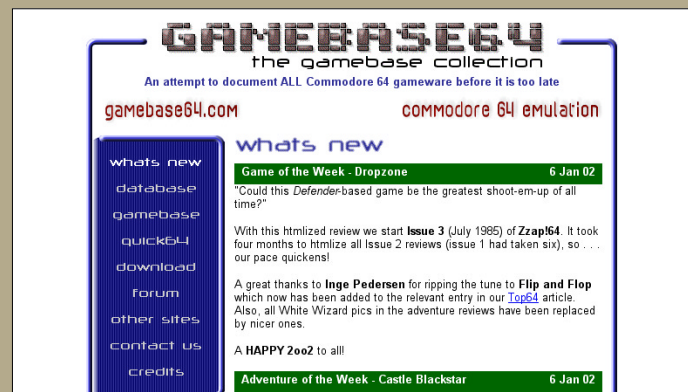 GAMEBASE64
the gamebase collection
An attempt to document ALL Commodore 64 gameware before it is too late
gamebase64.com
commodore 64 emulation
whats new
database
gamebase
quick64
download
forum
other sites
contact us
credits
whats new
Game of the Week - Dropzone 6 Jan 02
"Could this Defender-based game be the greatest shoot-em-up of all
time?"
With this htmlized review we start Issue 3 (July 1985) of Zzap!64. It took
four months to htmlize all Issue 2 reviews (issue 1 had taken six), so . . .
our pace quickens!
A great thanks to Inge Pedersen for ripping the tune to Flip and Flop
which now has been added to the relevant entry in our Top64 article.
Also, all White Wizard pics in the adventure reviews have been replaced
by nicer ones.
A HAPPY 2oo2 to all!
Adventure of the Week - Castle Blackstar 6 Jan 02